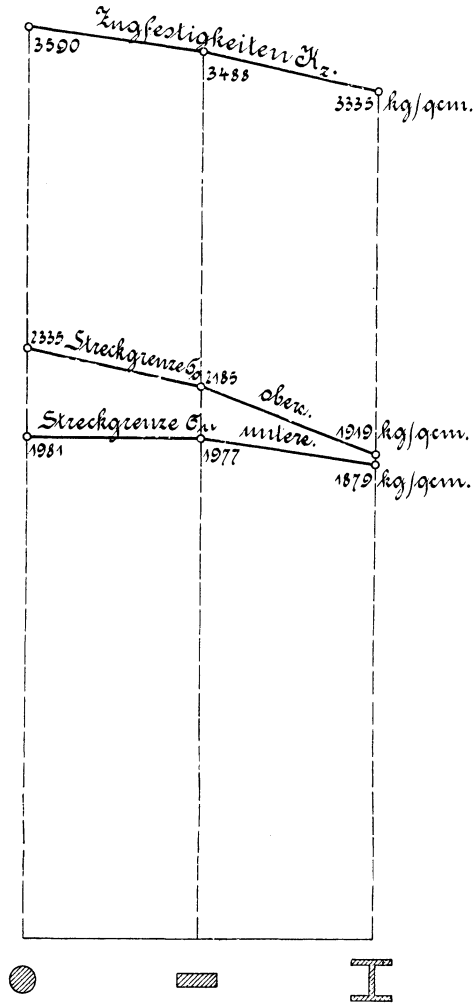 Zugfestigkeiten Kz.
3590
3488
3335 kg/qcm.
2335 Streckgrenze σo
2185
obere.
Streckgrenze σu
untere.
1919 kg/qcm.
1981
1977
1879 kg/qcm.